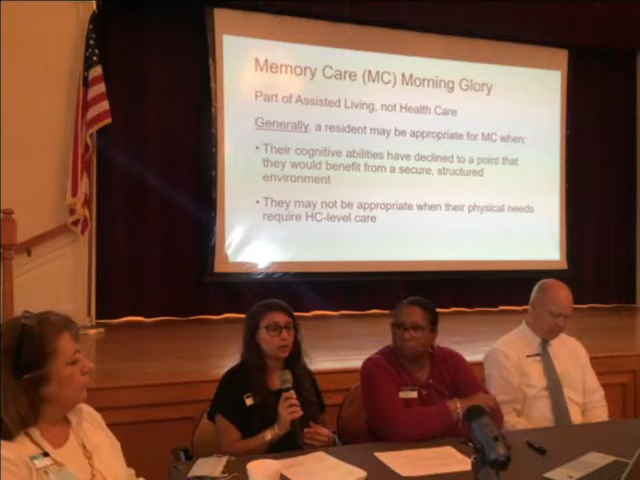 Memory Care (MC) Morning Glory
Part of Assisted Living, not Health Care
Generally, a resident may be appropriate for MC when:
• Their cognitive abilities have declined to a point that
they would benefit from a secure, structured
environment
• They may not be appropriate when their physical needs
require HC-level care